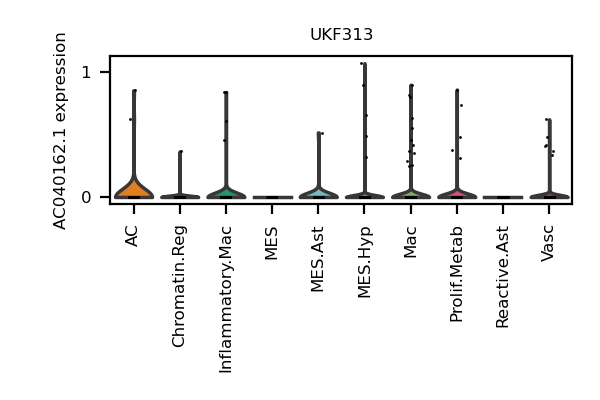 UKF313
AC040162.1 expression
1
0
AC
Chromatin.Reg
Inflammatory.Mac
MES
MES.Ast
MES.Hyp
Mac
Prolif.Metab
Reactive.Ast
Vasc